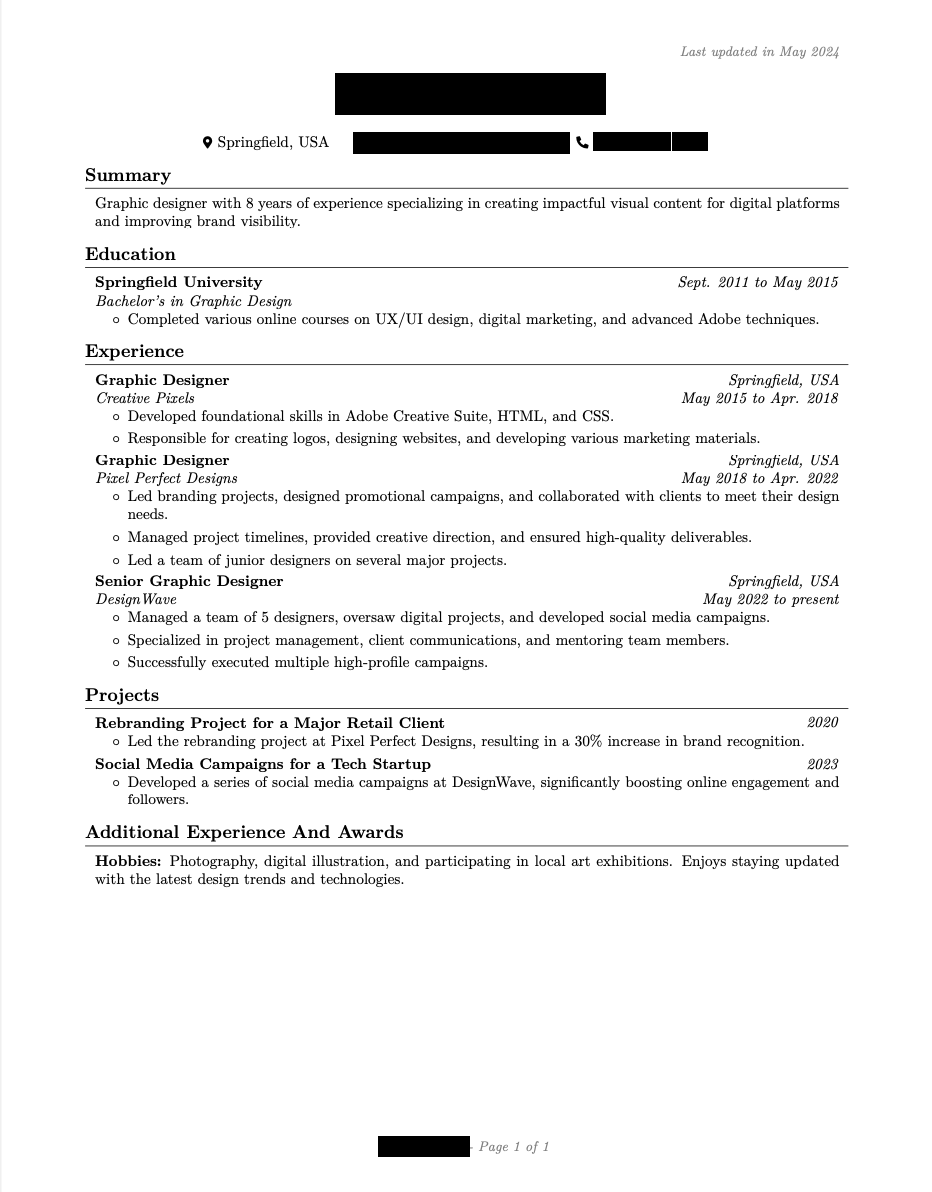 Last updated in May 2024
Springfield, USA
Summary
Graphic designer with 8 years of experience specializing in creating impactful visual content for digital platforms
and improving brand visibility.
Education
Springfield University Sept. 2011 to May 2015
Bachelor's in Graphic Design
Completed various online courses on UX/UI design, digital marketing, and advanced Adobe techniques.
Experience
Graphic Designer Springfield, USA
Creative Pixels May 2015 to Apr. 2018
Developed foundational skills in Adobe Creative Suite, HTML, and CSS.
Responsible for creating logos, designing websites, and developing various marketing materials.
Graphic Designer Springfield, USA
Pixel Perfect Designs May 2018 to Apr. 2022
Led branding projects, designed promotional campaigns, and collaborated with clients to meet their design
needs.
Managed project timelines, provided creative direction, and ensured high-quality deliverables.
Led a team of junior designers on several major projects.
Senior Graphic Designer Springfield, USA
DesignWave May 2022 to present
Managed a team of 5 designers, oversaw digital projects, and developed social media campaigns.
Specialized in project management, client communications, and mentoring team members.
Successfully executed multiple high-profile campaigns.
Projects
Rebranding Project for a Major Retail Client 2020
Led the rebranding project at Pixel Perfect Designs, resulting in a 30% increase in brand recognition.
Social Media Campaigns for a Tech Startup 2023
Developed a series of social media campaigns at DesignWave, significantly boosting online engagement and
followers.
Additional Experience And Awards
Hobbies: Photography, digital illustration, and participating in local art exhibitions. Enjoys staying updated
with the latest design trends and technologies.
- Page 1 of 1